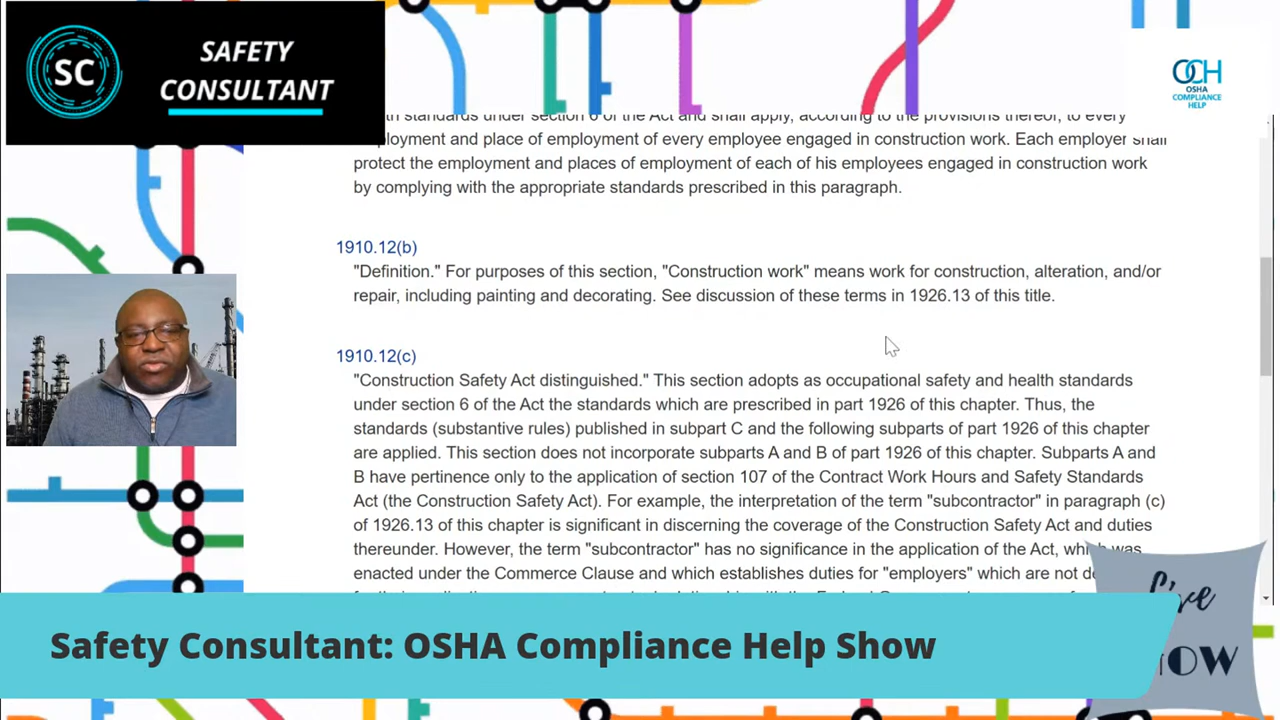 SC
SAFETY
CONSULTANT
OCH
OSHA
COMPLIANCE
HELP
standards under section 6 of the Act and shall apply, according to the provisions thereof, to every
employment and place of employment of every employee engaged in construction work. Each employer shall
protect the employment and places of employment of each of his employees engaged in construction work
by complying with the appropriate standards prescribed in this paragraph.
1910.12(b)
"Definition." For purposes of this section, "Construction work" means work for construction, alteration, and/or
repair, including painting and decorating. See discussion of these terms in 1926.13 of this title.
1910.12(c)
"Construction Safety Act distinguished." This section adopts as occupational safety and health standards
under section 6 of the Act the standards which are prescribed in part 1926 of this chapter. Thus, the
standards (substantive rules) published in subpart C and the following subparts of part 1926 of this chapter
are applied. This section does not incorporate subparts A and B of part 1926 of this chapter. Subparts A and
B have pertinence only to the application of section 107 of the Contract Work Hours and Safety Standards
Act (the Construction Safety Act). For example, the interpretation of the term "subcontractor" in paragraph (c)
of 1926.13 of this chapter is significant in discerning the coverage of the Construction Safety Act and duties
thereunder. However, the term "subcontractor" has no significance in the application of the Act, which was
enacted under the Commerce Clause and which establishes duties for "employers" which are not
Live
Safety Consultant: OSHA Compliance Help Show